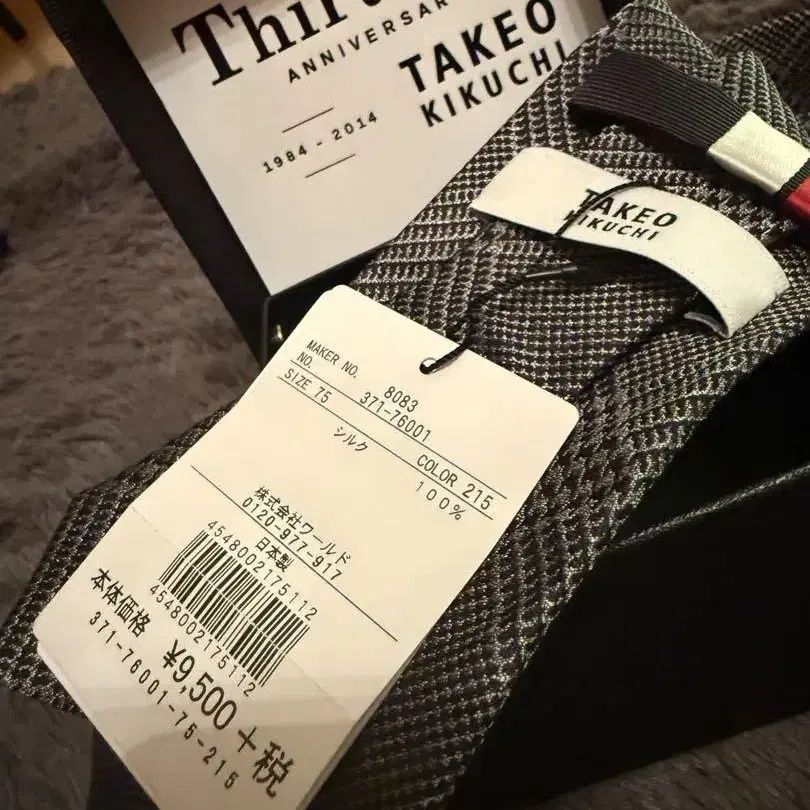 ANNIVERSAR
1984 - 2014
TAKEO
KIKUCHI
TAKEO
KIKUCHI
MAKER NO. 8083
NO. 371-76001
SIZE 75 COLOR 215
シルク 100%
株式会社ワールド
0120-977-917
日本製
4548002175112
4548002175112
本体価格 ¥9,500+税
371-76001-75-215